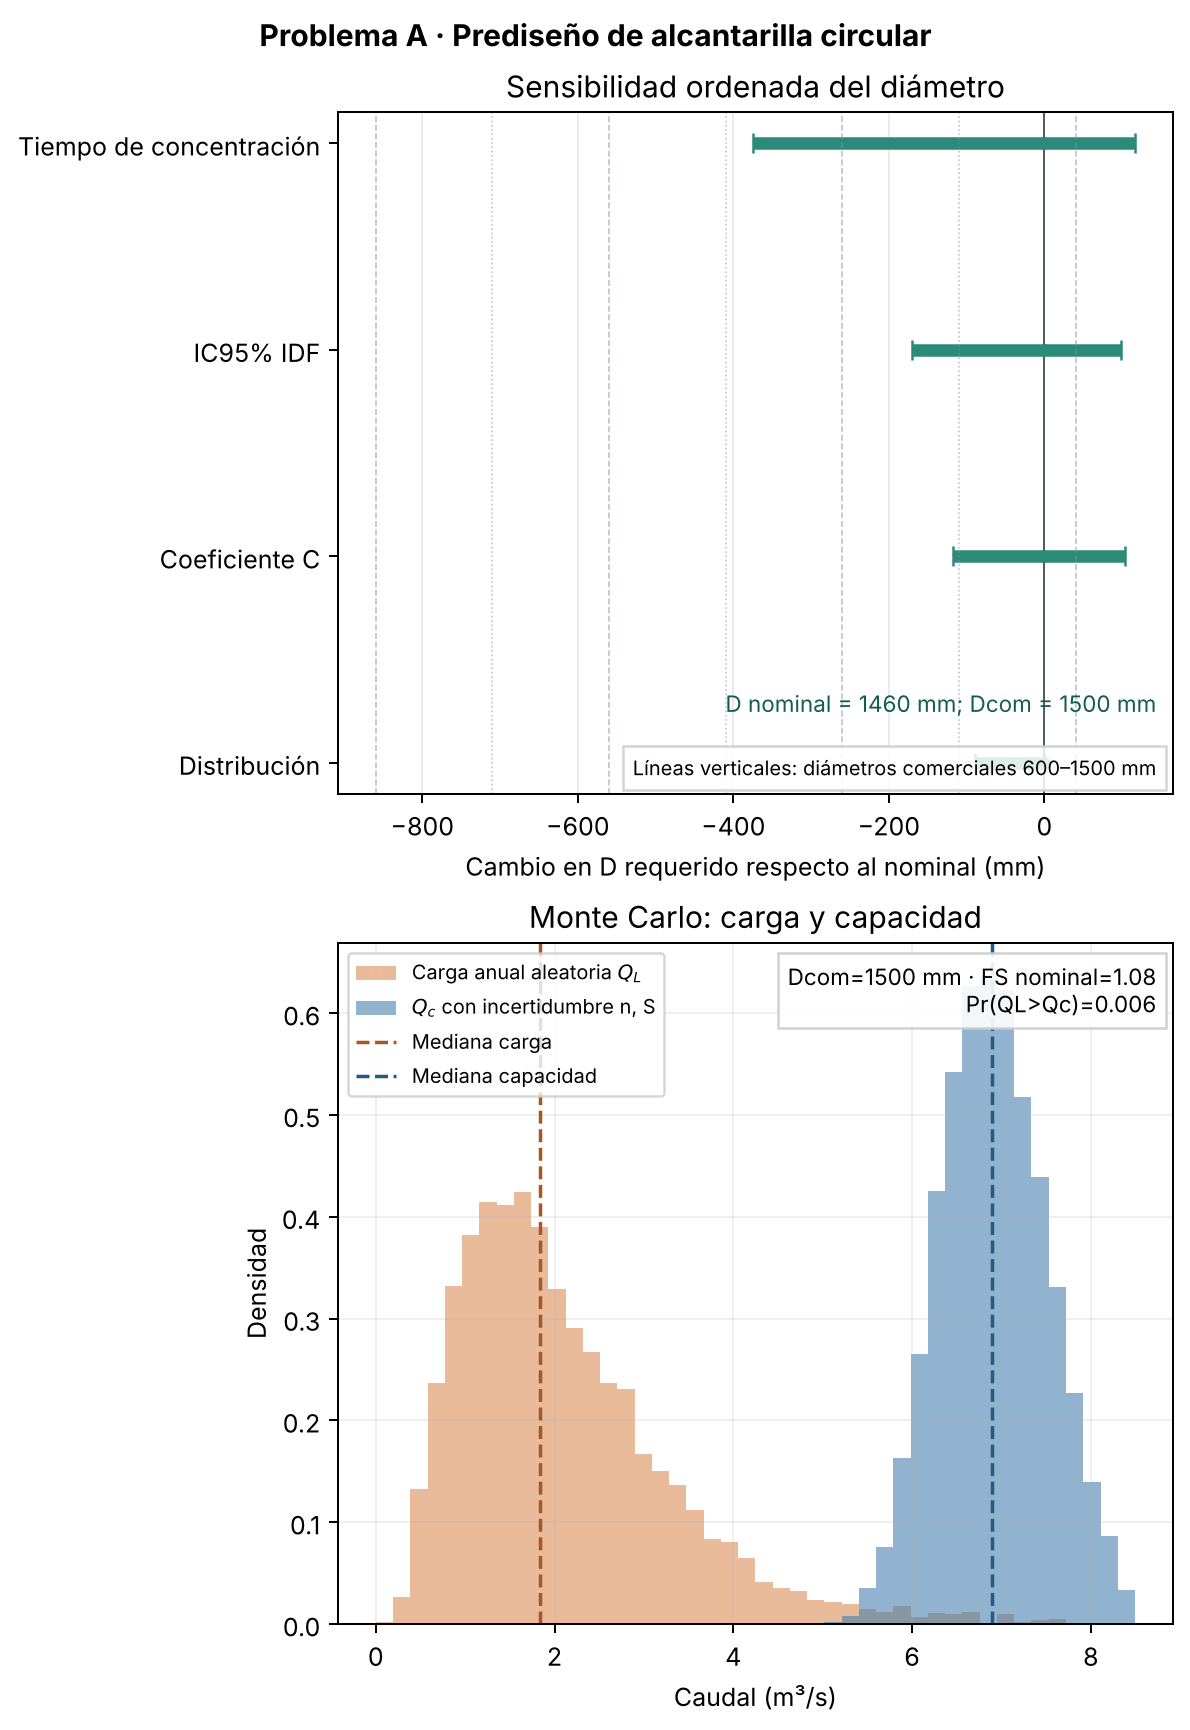 Problema A · Prediseño de alcantarilla circular
Sensibilidad ordenada del diámetro
Tiempo de concentración
IC95% IDF
Coeficiente C
Distribución
D nominal = 1460 mm; Dcom = 1500 mm
Líneas verticales: diámetros comerciales 600–1500 mm
−800 −600 −400 −200 0
Cambio en D requerido respecto al nominal (mm)
Monte Carlo: carga y capacidad
Carga anual aleatoria Q_L
Q_c con incertidumbre n, S
Mediana carga
Mediana capacidad
Dcom=1500 mm · FS nominal=1.08
Pr(QL>Qc)=0.006
0.6
0.5
0.4
0.3
0.2
0.1
0.0
Densidad
0 2 4 6 8
Caudal (m³/s)